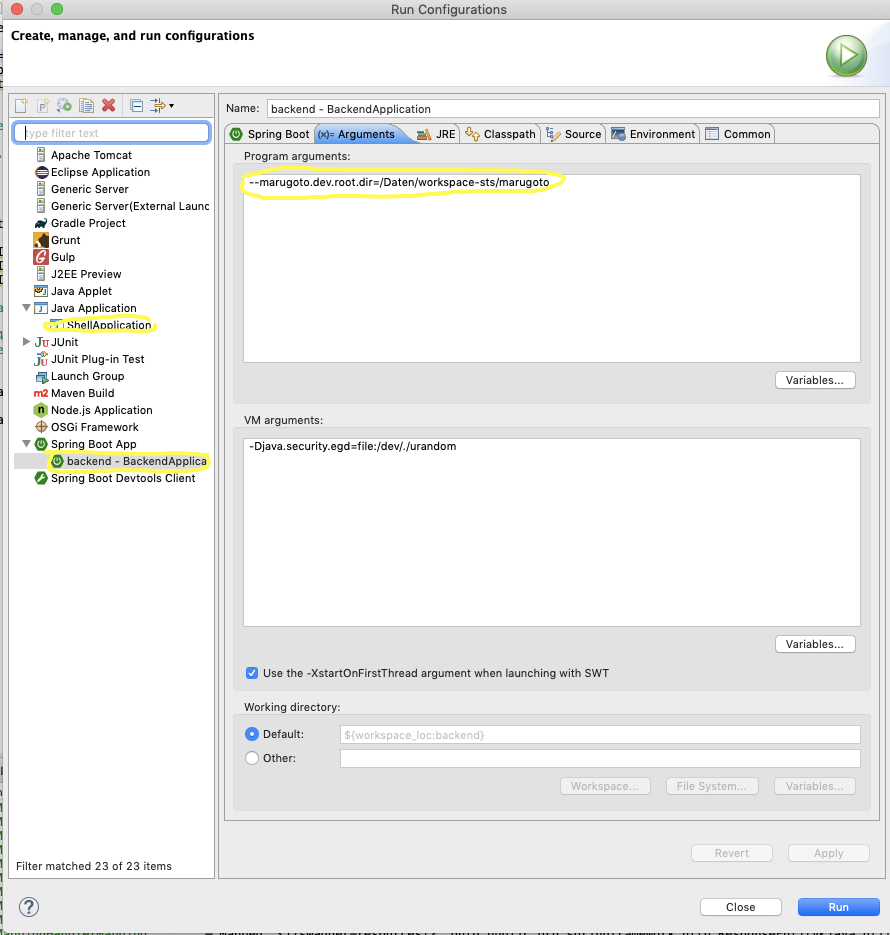 Run Configurations
Create, manage, and run configurations
type filter text
Apache Tomcat
Eclipse Application
Generic Server
Generic Server(External Launc
Gradle Project
Grunt
Gulp
J2EE Preview
Java Applet
Java Application
ShellApplication
JUnit
JUnit Plug-in Test
Launch Group
Maven Build
Node.js Application
OSGi Framework
Spring Boot App
backend - BackendApplica
Spring Boot Devtools Client
Filter matched 23 of 23 items
Name: backend - BackendApplication
Spring Boot (x)= Arguments JRE Classpath Source Environment Common
Program arguments:
--marugoto.dev.root.dir=/Daten/workspace-sts/marugoto
Variables...
VM arguments:
-Djava.security.egd=file:/dev/./urandom
Variables...
Use the -XstartOnFirstThread argument when launching with SWT
Working directory:
Default: ${workspace_loc:backend}
Other:
Workspace... File System... Variables...
Revert Apply
? Close Run